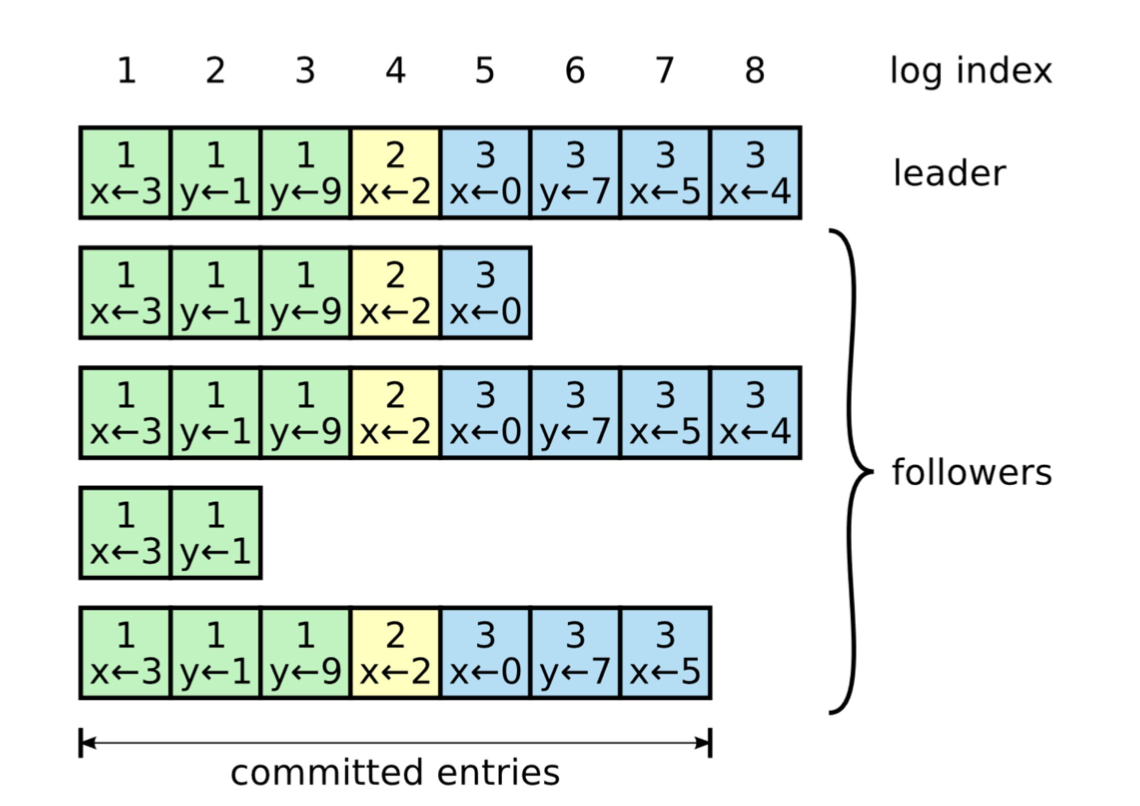 1 2 3 4 5 6 7 8 log index
1 1 1 2 3 3 3 3
x←3 y←1 y←9 x←2 x←0 y←7 x←5 x←4
leader
1 1 1 2 3
x←3 y←1 y←9 x←2 x←0
1 1 1 2 3 3 3 3
x←3 y←1 y←9 x←2 x←0 y←7 x←5 x←4
followers
1 1
x←3 y←1
1 1 1 2 3 3 3
x←3 y←1 y←9 x←2 x←0 y←7 x←5
committed entries